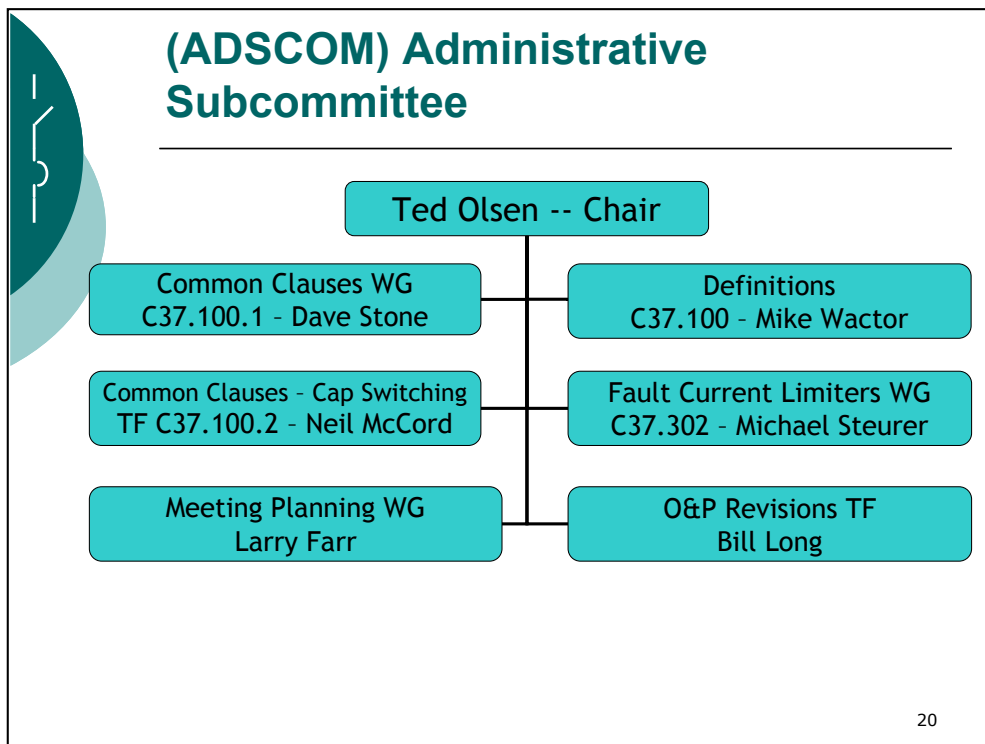 (ADSCOM) Administrative
Subcommittee
Ted Olsen -- Chair
Common Clauses WG
C37.100.1 – Dave Stone
Definitions
C37.100 – Mike Wactor
Common Clauses – Cap Switching
TF C37.100.2 – Neil McCord
Fault Current Limiters WG
C37.302 – Michael Steurer
Meeting Planning WG
Larry Farr
O&P Revisions TF
Bill Long
20